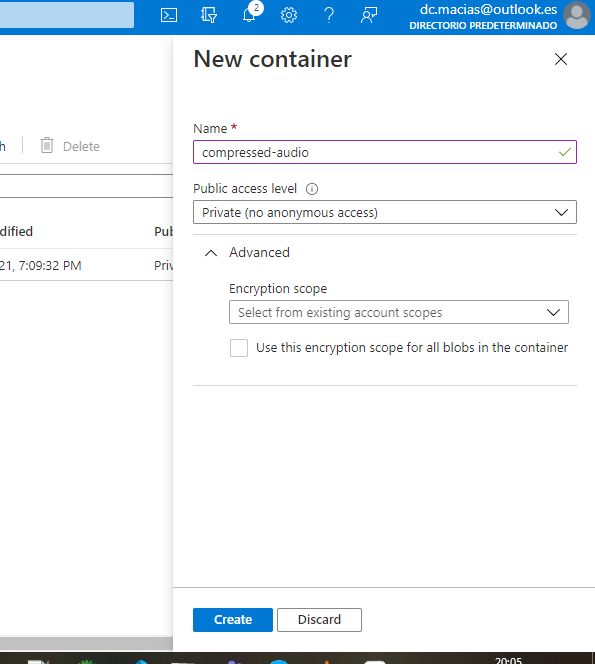 2
dc.macias@outlook.es
DIRECTORIO PREDETERMINADO
New container
Name *
compressed-audio
Delete
Public access level
Private (no anonymous access)
dified
Pub
Advanced
21, 7:09:32 PM
Priv
Encryption scope
Select from existing account scopes
Use this encryption scope for all blobs in the container
Create
Discard
20:05